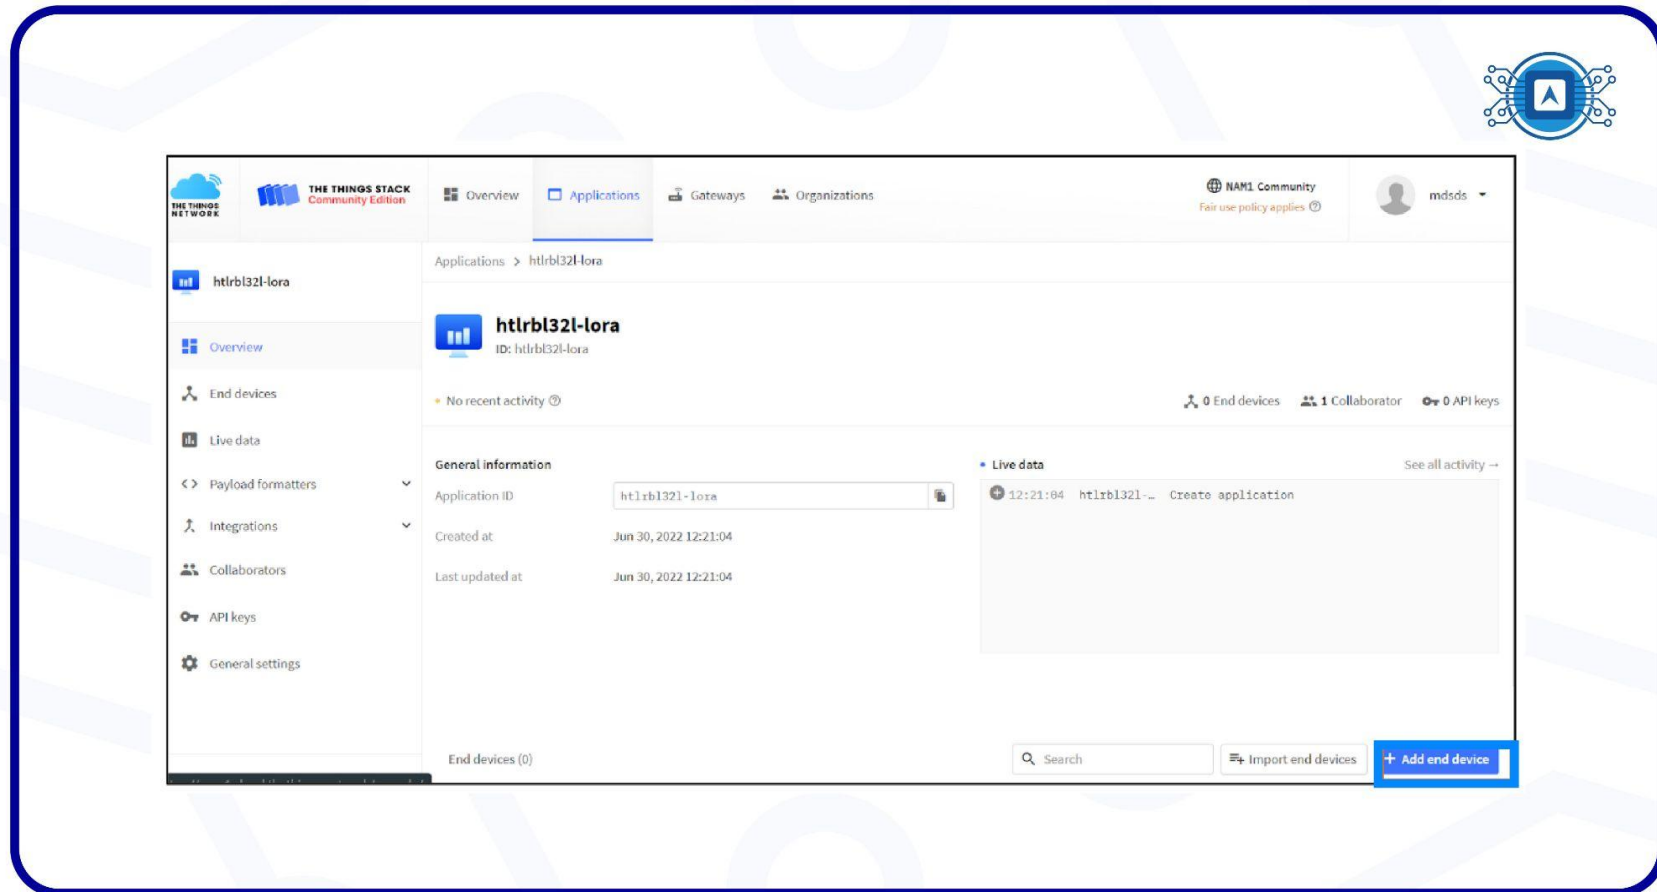 THE THINGS
NETWORK
THE THINGS STACK
Community Edition
Overview
Applications
Gateways
Organizations
NAM1 Community
Fair use policy applies
mdsds
htlrbl32l-lora
Overview
End devices
Live data
Payload formatters
Integrations
Collaborators
API keys
General settings
Applications > htlrbl32l-lora
htlrbl32l-lora
ID: htlrbl32l-lora
No recent activity
0 End devices
1 Collaborator
0 API keys
General information
Application ID
htlrbl32l-lora
Created at
Jun 30, 2022 12:21:04
Last updated at
Jun 30, 2022 12:21:04
Live data
See all activity →
12:21:04 htlrbl32l-… Create application
End devices (0)
Search
Import end devices
+ Add end device